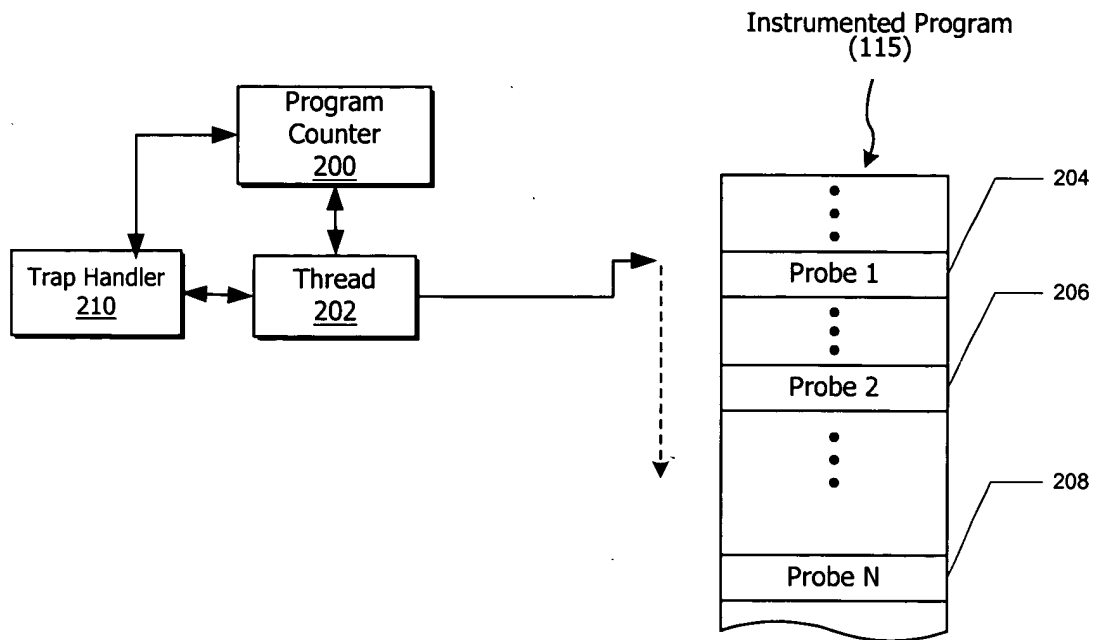 Instrumented Program
(115)
Program
Counter
200
204
Trap Handler
210
Thread
202
Probe 1
206
Probe 2
208
Probe N